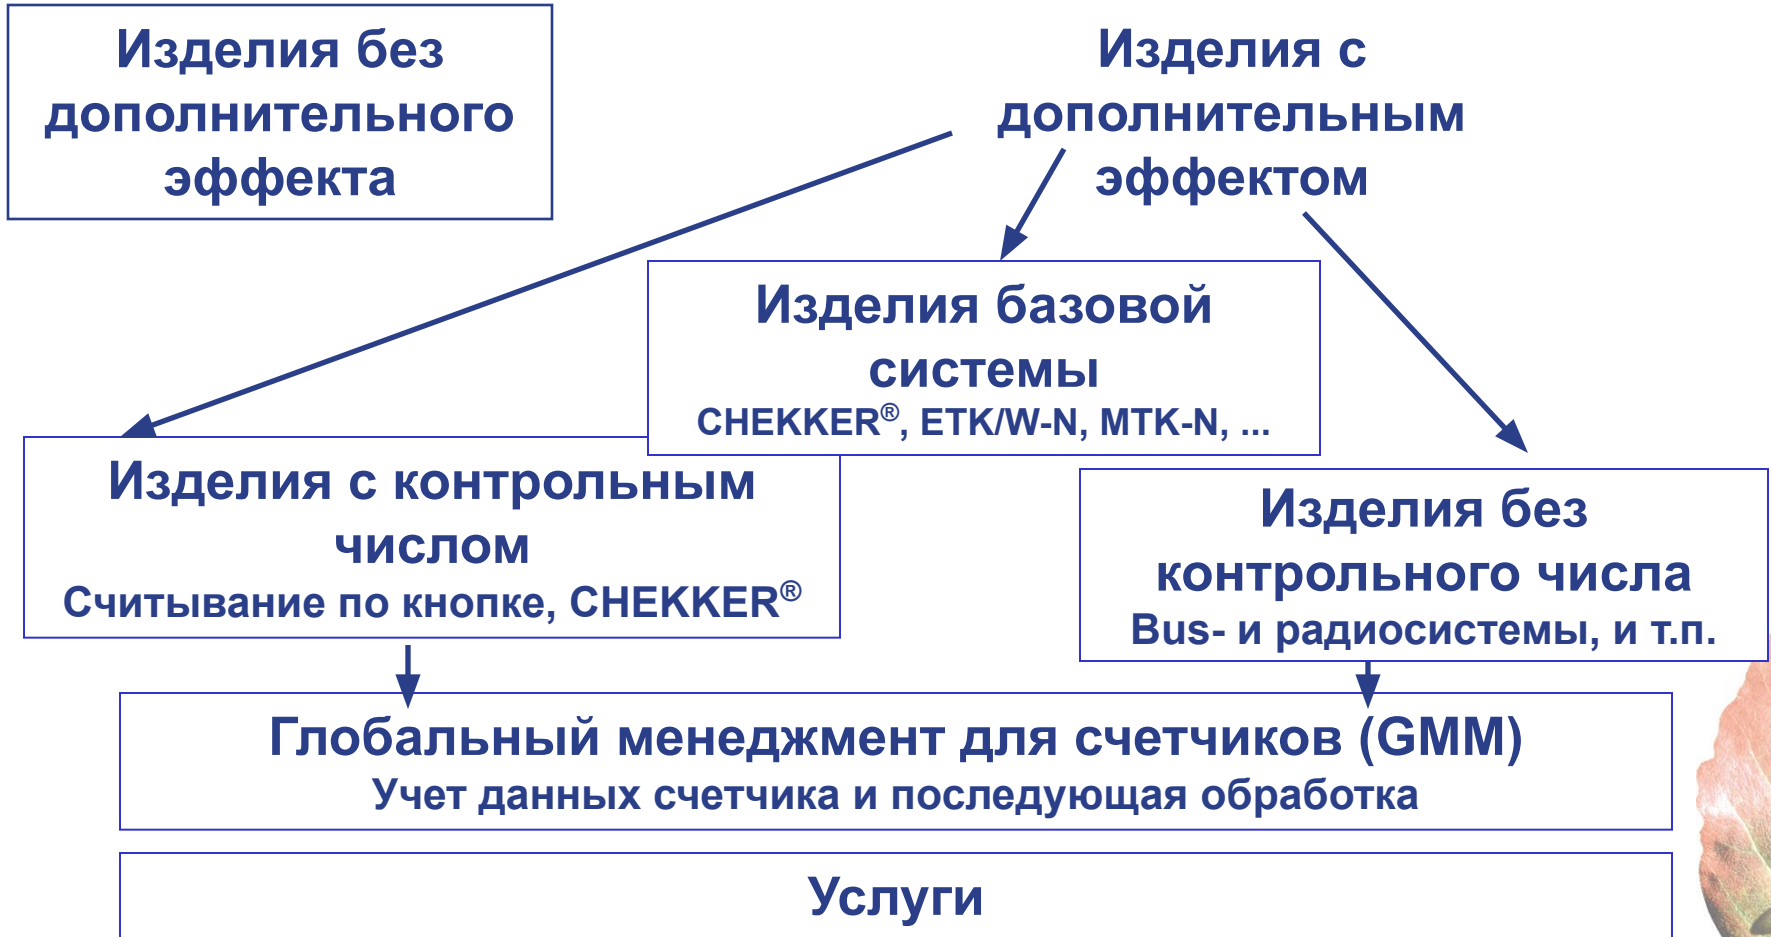 Изделия без
дополнительного
эффекта
Изделия с
дополнительным
эффектом
Изделия базовой
системы
CHEKKER®, ETK/W-N, MTK-N, ...
Изделия с контрольным
числом
Считывание по кнопке, CHEKKER®
Изделия без
контрольного числа
Bus- и радиосистемы, и т.п.
Глобальный менеджмент для счетчиков (GMM)
Учет данных счетчика и последующая обработка
Услуги